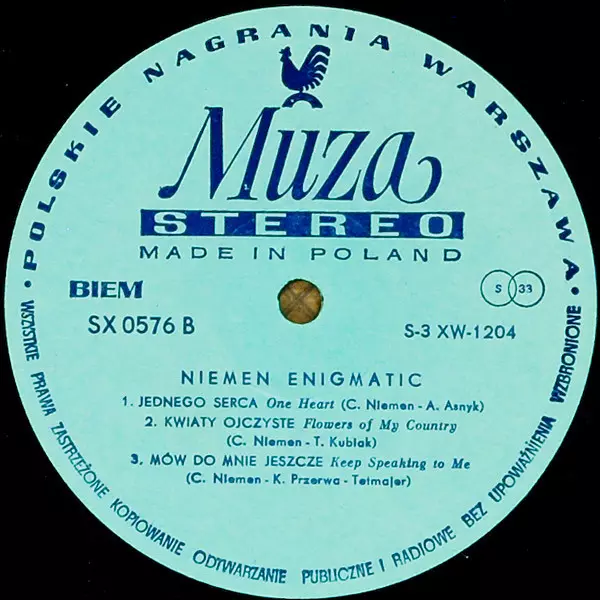 • POLSKIE NAGRANIA WARSZAWA •
Muza
STEREO
MADE IN POLAND
BIEM
S 33
SX 0576 B
S-3 XW-1204
NIEMEN ENIGMATIC
1. JEDNEGO SERCA One Heart (C. Niemen - A. Asnyk)
2. KWIATY OJCZYSTE Flowers of My Country
(C. Niemen - T. Kubiak)
3. MÓW DO MNIE JESZCZE Keep Speaking to Me
(C. Niemen - K. Przerwa - Tetmajer)
WSZYSTKIE PRAWA ZASTRZEŻONE KOPIOWANIE ODTWARZANIE PUBLICZNE I RADIOWE BEZ UPOWAŻNIENIA WZBRONIONE